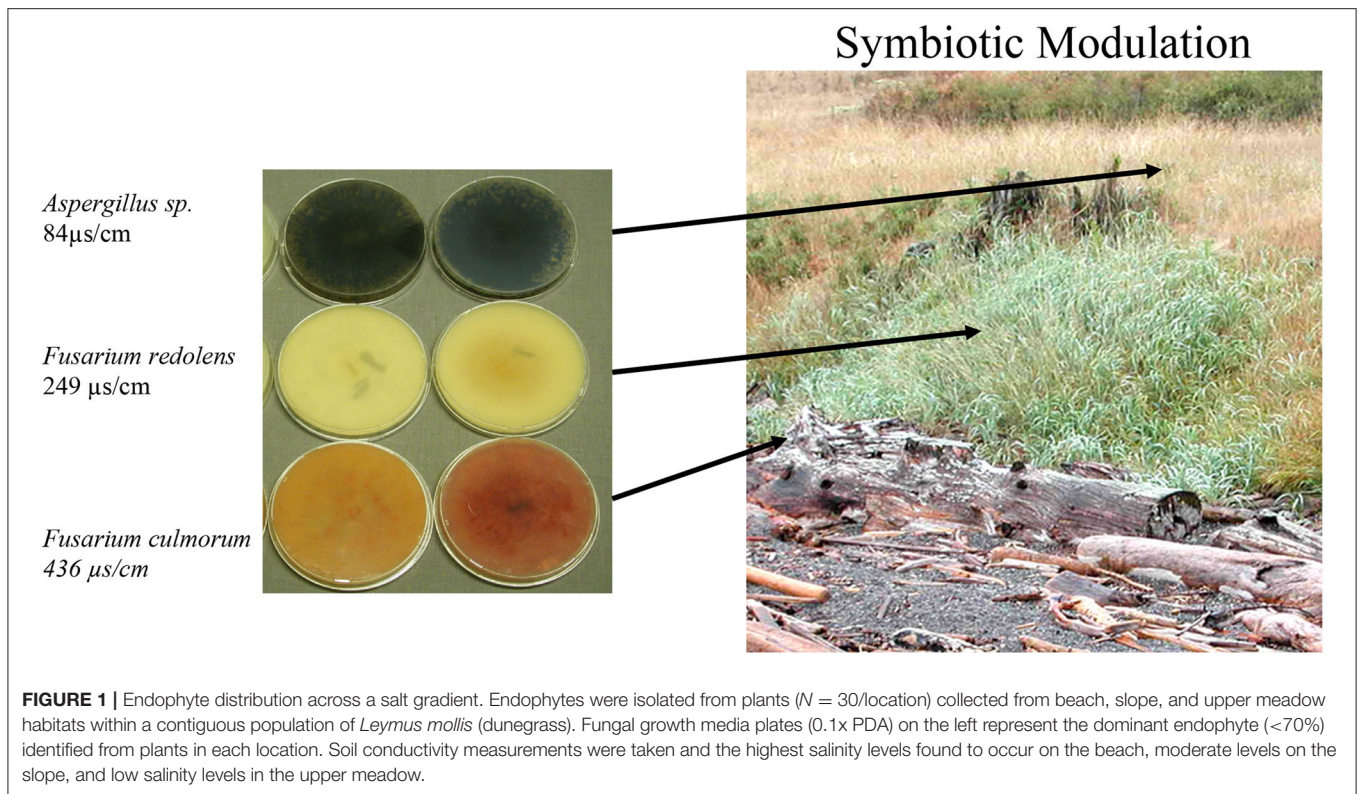 Symbiotic Modulation
Aspergillus sp.
84µs/cm
Fusarium redolens
249 µs/cm
Fusarium culmorum
436 µs/cm
FIGURE 1 | Endophyte distribution across a salt gradient. Endophytes were isolated from plants (N = 30/location) collected from beach, slope, and upper meadow
habitats within a contiguous population of Leymus mollis (dunegrass). Fungal growth media plates (0.1x PDA) on the left represent the dominant endophyte (<70%)
identified from plants in each location. Soil conductivity measurements were taken and the highest salinity levels found to occur on the beach, moderate levels on the
slope, and low salinity levels in the upper meadow.